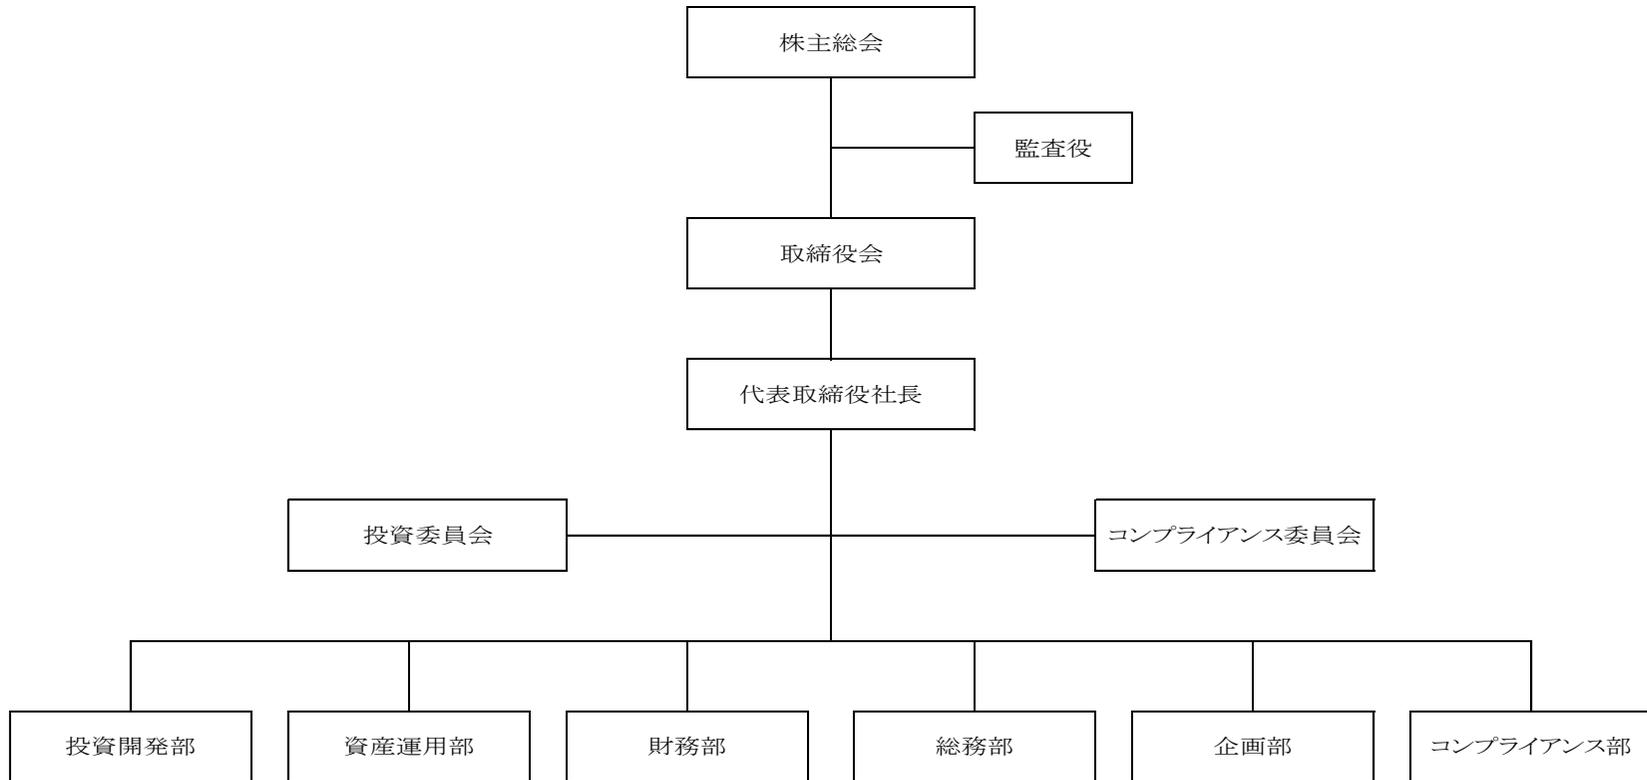 株主総会
監査役
取締役会
代表取締役社長
投資委員会
コンプライアンス委員会
投資開発部
資産運用部
財務部
総務部
企画部
コンプライアンス部